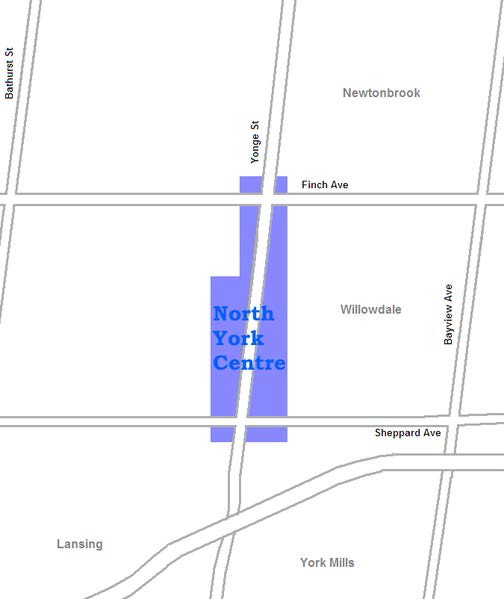 Bathurst St
Newtonbrook
Yonge St
Finch Ave
North
York
Centre
Willowdale
Bayview Ave
Sheppard Ave
Lansing
York Mills